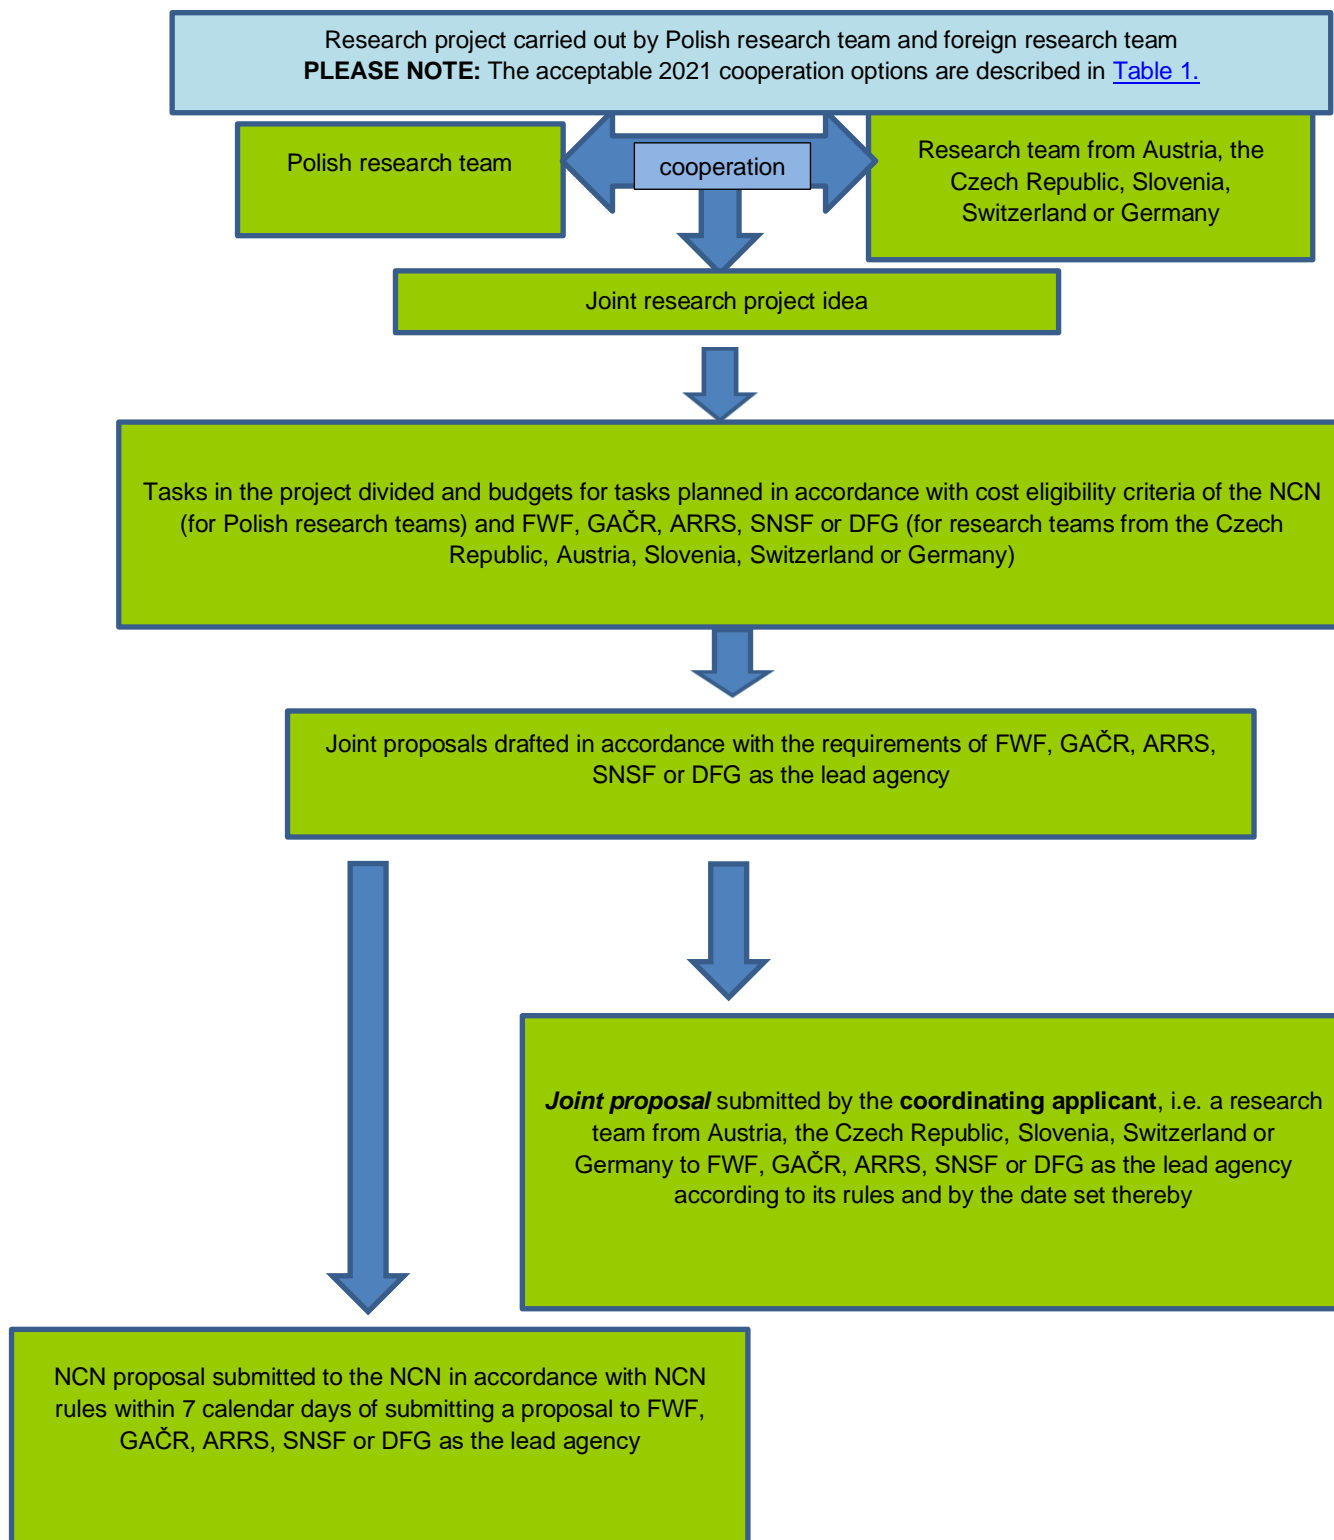 Research project carried out by Polish research team and foreign research team
PLEASE NOTE: The acceptable 2021 cooperation options are described in Table 1.
Polish research team
cooperation
Research team from Austria, the
Czech Republic, Slovenia,
Switzerland or Germany
Joint research project idea
Tasks in the project divided and budgets for tasks planned in accordance with cost eligibility criteria of the NCN
(for Polish research teams) and FWF, GAČR, ARRS, SNSF or DFG (for research teams from the Czech
Republic, Austria, Slovenia, Switzerland or Germany)
Joint proposals drafted in accordance with the requirements of FWF, GAČR, ARRS,
SNSF or DFG as the lead agency
Joint proposal submitted by the coordinating applicant, i.e. a research
team from Austria, the Czech Republic, Slovenia, Switzerland or
Germany to FWF, GAČR, ARRS, SNSF or DFG as the lead agency
according to its rules and by the date set thereby
NCN proposal submitted to the NCN in accordance with NCN
rules within 7 calendar days of submitting a proposal to FWF,
GAČR, ARRS, SNSF or DFG as the lead agency